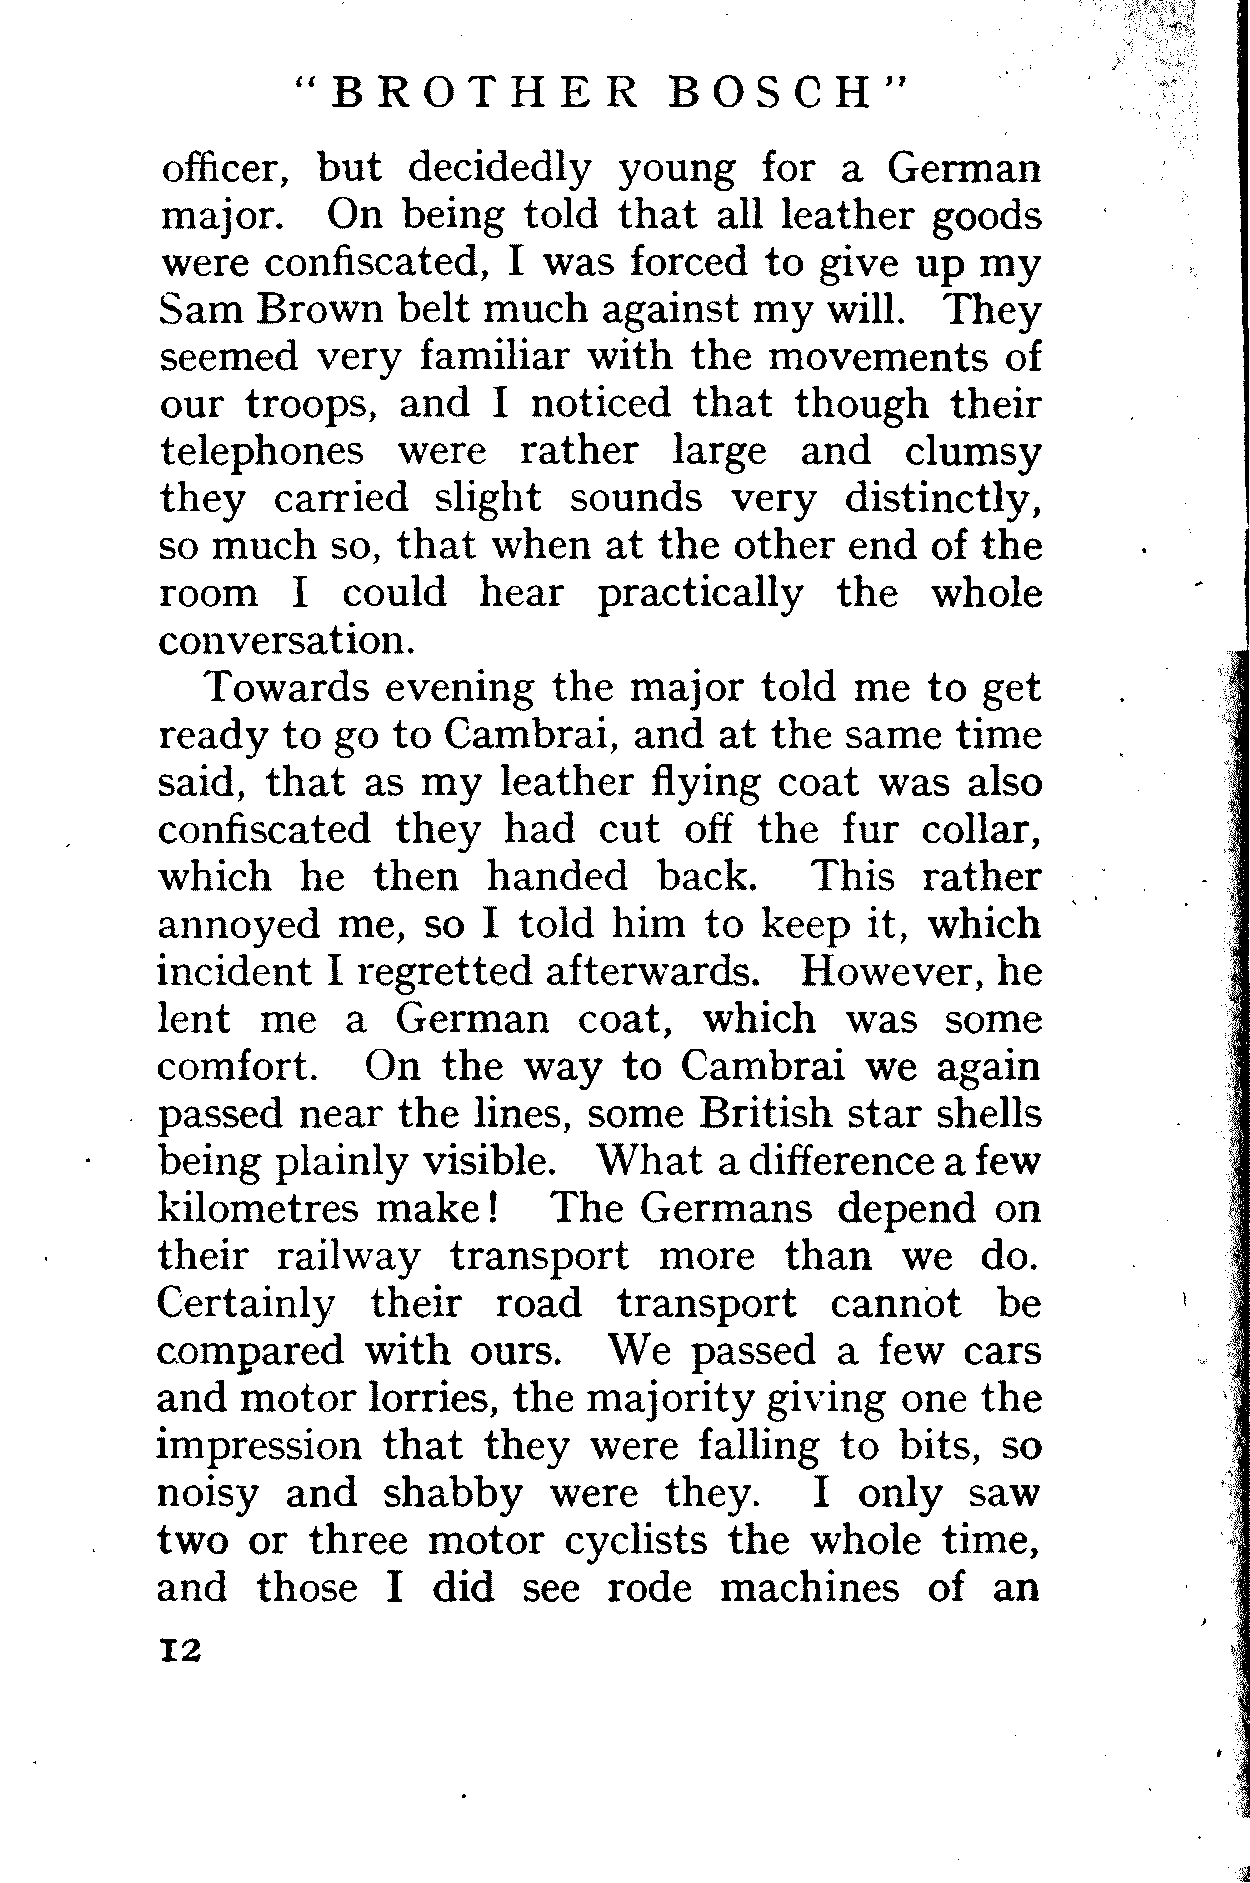 "BROTHER BOSCH"
officer, but decidedly young for a German
major. On being told that all leather goods
were confiscated, I was forced to give up my
Sam Brown belt much against my will. They
seemed very familiar with the movements of
our troops, and I noticed that though their
telephones were rather large and clumsy
they carried slight sounds very distinctly,
so much so, that when at the other end of the
room I could hear practically the whole
conversation.
Towards evening the major told me to get
ready to go to Cambrai, and at the same time
said, that as my leather flying coat was also
confiscated they had cut off the fur collar,
which he then handed back. This rather
annoyed me, so I told him to keep it, which
incident I regretted afterwards. However, he
lent me a German coat, which was some
comfort. On the way to Cambrai we again
passed near the lines, some British star shells
being plainly visible. What a difference a few
kilometres make! The Germans depend on
their railway transport more than we do.
Certainly their road transport cannot be
compared with ours. We passed a few cars
and motor lorries, the majority giving one the
impression that they were falling to bits, so
noisy and shabby were they. I only saw
two or three motor cyclists the whole time,
and those I did see rode machines of an
12